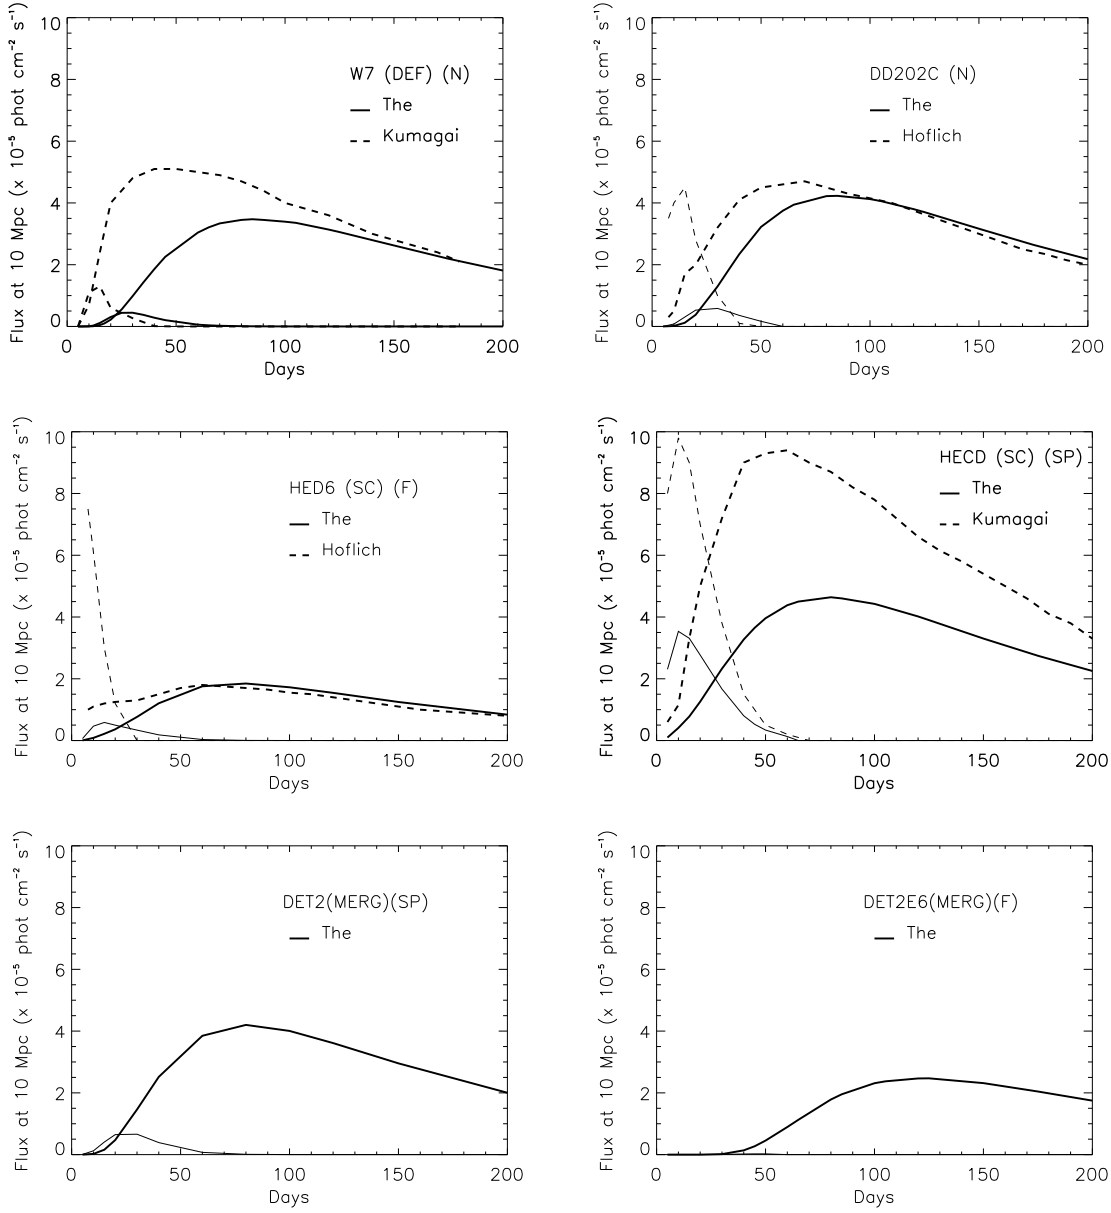 W7 (DEF) (N)
The
Kumagai
Flux at 10 Mpc (x 10⁻⁵ phot cm⁻² s⁻¹)
10
8
6
4
2
0
0 50 100 150 200
Days
DD202C (N)
The
Hoflich
Flux at 10 Mpc (x 10⁻⁵ phot cm⁻² s⁻¹)
10
8
6
4
2
0
0 50 100 150 200
Days
HED6 (SC) (F)
The
Hoflich
Flux at 10 Mpc (x 10⁻⁵ phot cm⁻² s⁻¹)
10
8
6
4
2
0
0 50 100 150 200
Days
HECD (SC) (SP)
The
Kumagai
Flux at 10 Mpc (x 10⁻⁵ phot cm⁻² s⁻¹)
10
8
6
4
2
0
0 50 100 150 200
Days
DET2(MERG)(SP)
The
Flux at 10 Mpc (x 10⁻⁵ phot cm⁻² s⁻¹)
10
8
6
4
2
0
0 50 100 150 200
Days
DET2E6(MERG)(F)
The
Flux at 10 Mpc (x 10⁻⁵ phot cm⁻² s⁻¹)
10
8
6
4
2
0
0 50 100 150 200
Days